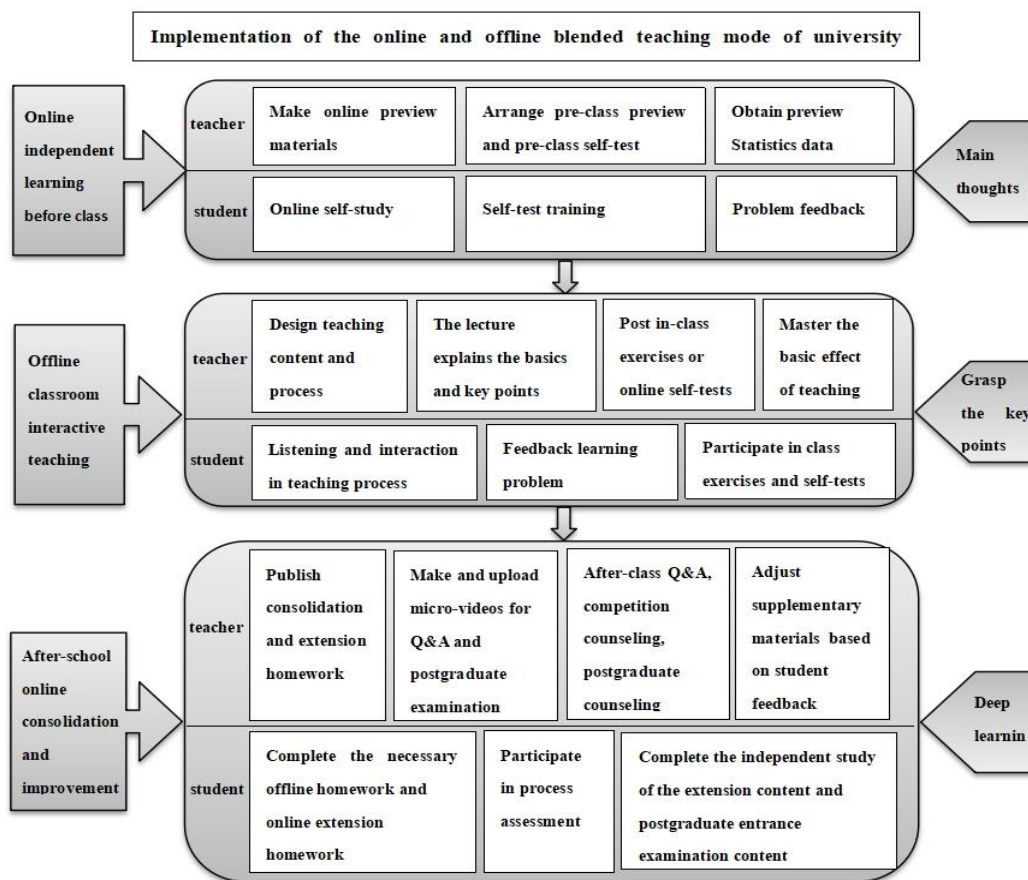 Implementation of the online and offline blended teaching mode of university
Online
independent
learning
before class
teacher
Make online preview
materials
Arrange pre-class preview
and pre-class self-test
Obtain preview
Statistics data
student
Online self-study
Self-test training
Problem feedback
Main
thoughts
Offline
classroom
interactive
teaching
teacher
Design teaching
content and
process
The lecture
explains the basics
and key points
Post in-class
exercises or
online self-tests
Master the
basic effect
of teaching
student
Listening and interaction
in teaching process
Feedback learning
problem
Participate in class
exercises and self-tests
Grasp
the key
points
After-school
online
consolidation
and
improvement
teacher
Publish
consolidation
and extension
homework
Make and upload
micro-videos for
Q&A and
postgraduate
examination
After-class Q&A,
competition
counseling,
postgraduate
counseling
Adjust
supplementary
materials based
on student
feedback
student
Complete the necessary
offline homework and
online extension
homework
Participate
in process
assessment
Complete the independent study
of the extension content and
postgraduate entrance
examination content
Deep
learnin